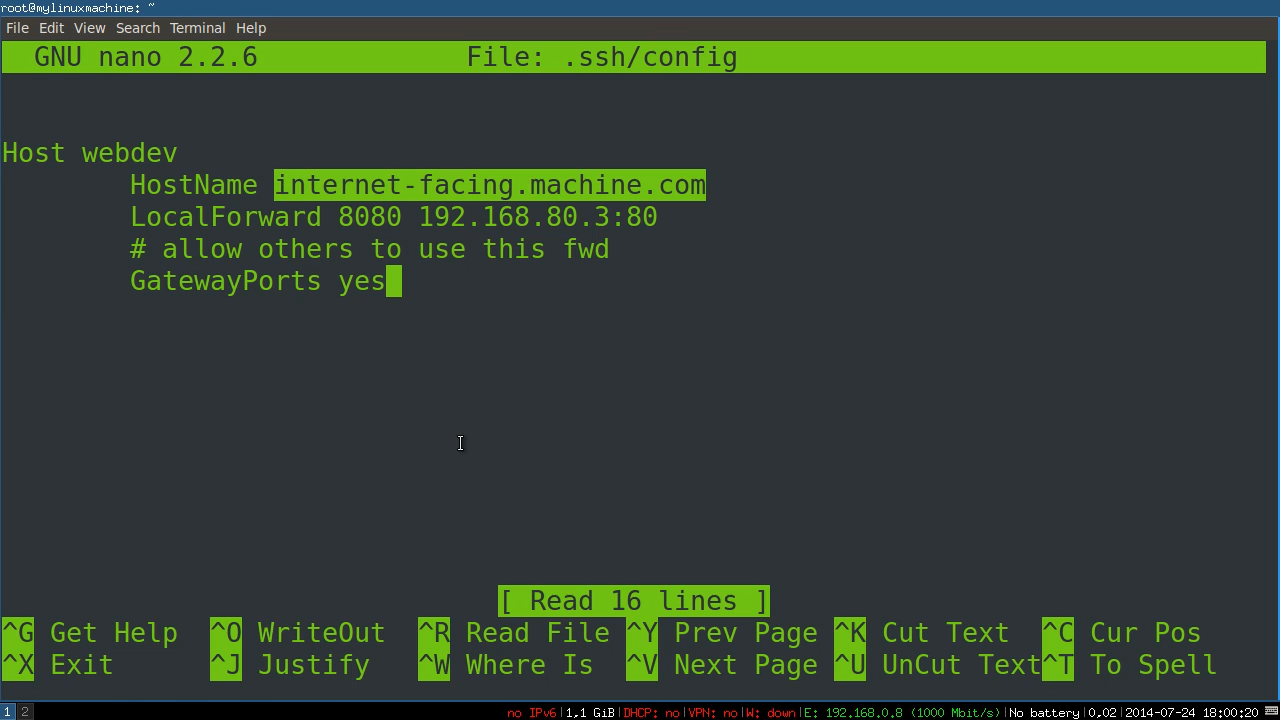 root@mylinuxmachine: ~
File Edit View Search Terminal Help
GNU nano 2.2.6 File: .ssh/config
Host webdev
HostName internet-facing.machine.com
LocalForward 8080 192.168.80.3:80
# allow others to use this fwd
GatewayPorts yes
[ Read 16 lines ]
^G Get Help ^O WriteOut ^R Read File ^Y Prev Page ^K Cut Text ^C Cur Pos
^X Exit ^J Justify ^W Where Is ^V Next Page ^U UnCut Text ^T To Spell
1 2 no IPv6|1,1 GiB|DHCP: no|VPN: no|W: down|E: 192.168.0.8 (1000 Mbit/s)|No battery|0.02|2014-07-24 18:00:20